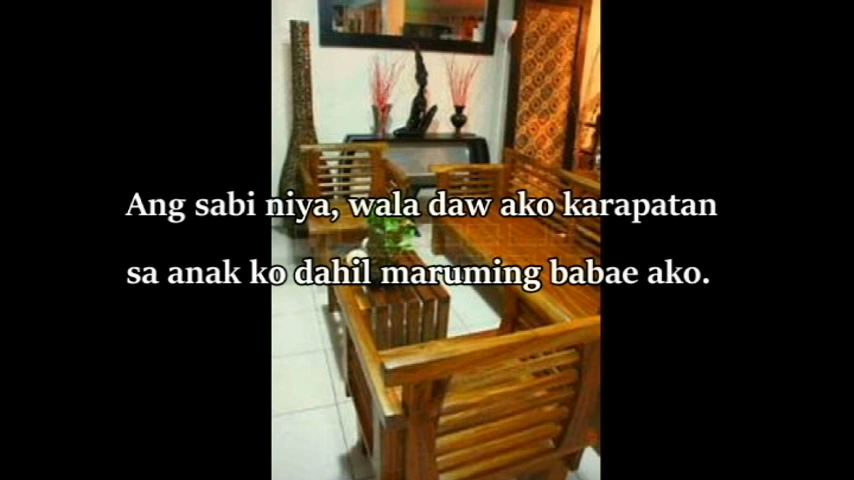 Ang sabi niya, wala daw ako karapatan
sa anak ko dahil maruming babae ako.